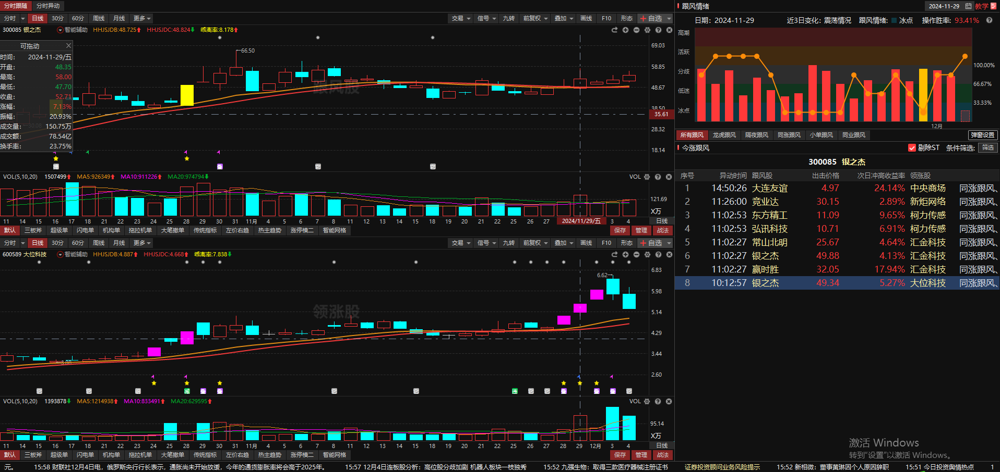 分时跟随 分时异动
分时 日线 30分 60分 周线 月线 更多 交易 信号 九转 前复权 叠加 画线 F10 形态 +自选
300085 银之杰 智能辅助 HHJSJDB:48.725 HHJSJDC:48.824 乖离率:8.178
可拖动
时间: 2024-11-29/五
开盘: 48.35
最高: 58.00
最低: 47.70
收盘: 52.71
涨幅: 7.13%
振幅: 20.93%
成交量: 150.75万
成交额: 78.54亿
换手率: 23.75%
66.50
跟风股
69.03
58.85
48.67
38.50
35.61
28.32
18.14
VOL(5,10,20) 1507499 MA5:926349 MA10:911226 MA20:974794 VOL
121.69
X万
11 14 15 16 17 18 21 22 23 24 25 28 29 30 31 11月 4 5 6 7 8 11 12 13 14 15 18 19 20 21 22 25 26 27 2024/11/29/五 3 4 日线
默认 三板斧 超级单 闪电单 机构单 拖拉机单 大笔撤单 传统指标 左价右趋 热主趋势 涨停横二 智能网格 保存 管理 战法
分时 日线 30分 60分 周线 月线 更多 交易 信号 九转 前复权 叠加 画线 F10 形态 +自选
600589 大位科技 智能辅助 HHJSJDB:4.887 HHJSJDC:4.668 乖离率:7.838
6.62
领涨股
3.00
6.83
5.98
5.14
4.29
3.44
2.60
VOL(5,10,20) 1393878 MA5:1214938 MA10:833491 MA20:629595 VOL
95.14
X万
11 14 15 16 17 18 21 22 23 24 25 28 29 30 31 11月 4 5 6 7 8 11 12 13 14 15 18 19 20 21 22 25 26 27 28 29 12月 3 4 日线
默认 三板斧 超级单 闪电单 机构单 拖拉机单 大笔撤单 传统指标 左价右趋 热主趋势 涨停横二 智能网格 保存 管理 战法
跟风情绪 2024-11-29 教学
日期: 2024-11-29 近3日变化: 震荡情况 跟风情绪: 冰点 操作胜率: 93.41%
高潮
活跃
分歧
低迷
冰点
100.00%
66.67%
33.33%
12月
所有跟风 龙虎跟风 隔夜跟风 同涨跟风 小单跟风 同业跟风 弹窗设置
今涨跟风 剔除ST 条件筛选: 筛选
300085 银之杰
序号 异动时间 跟风股 出击价格 次日冲高收益率 领涨股
1 14:50:26 大连友谊 4.97 24.14% 中央商场 同涨跟风、
2 11:26:00 竞业达 30.15 2.89% 新炬网络 同涨跟风、
3 11:02:53 东方精工 11.09 9.65% 柯力传感 同涨跟风、
4 11:02:53 弘讯科技 10.71 6.91% 柯力传感 同涨跟风、
5 11:02:27 常山北明 25.67 4.64% 汇金科技 同涨跟风、
6 11:02:27 银之杰 49.88 4.13% 汇金科技 同涨跟风、
7 11:02:27 赢时胜 32.05 17.94% 汇金科技 同涨跟风、
8 10:12:57 银之杰 49.34 5.27% 大位科技 同涨跟风、
激活 Windows
转到“设置”以激活 Windows。
元。 15:58 财联社12月4日电，俄罗斯央行行长表示，通胀尚未开始放缓，今年的通货膨胀率将会高于2025年。 15:57 12月4日连板股分析：高位股分歧加剧 机器人板块一枝独秀 15:52 九强生物：取得三款医疗器械注册证书 证券投资顾问业务风险提示 15:52 新相微：董事黄琳因个人原因辞职 15:51 今日投资舆情热点 1